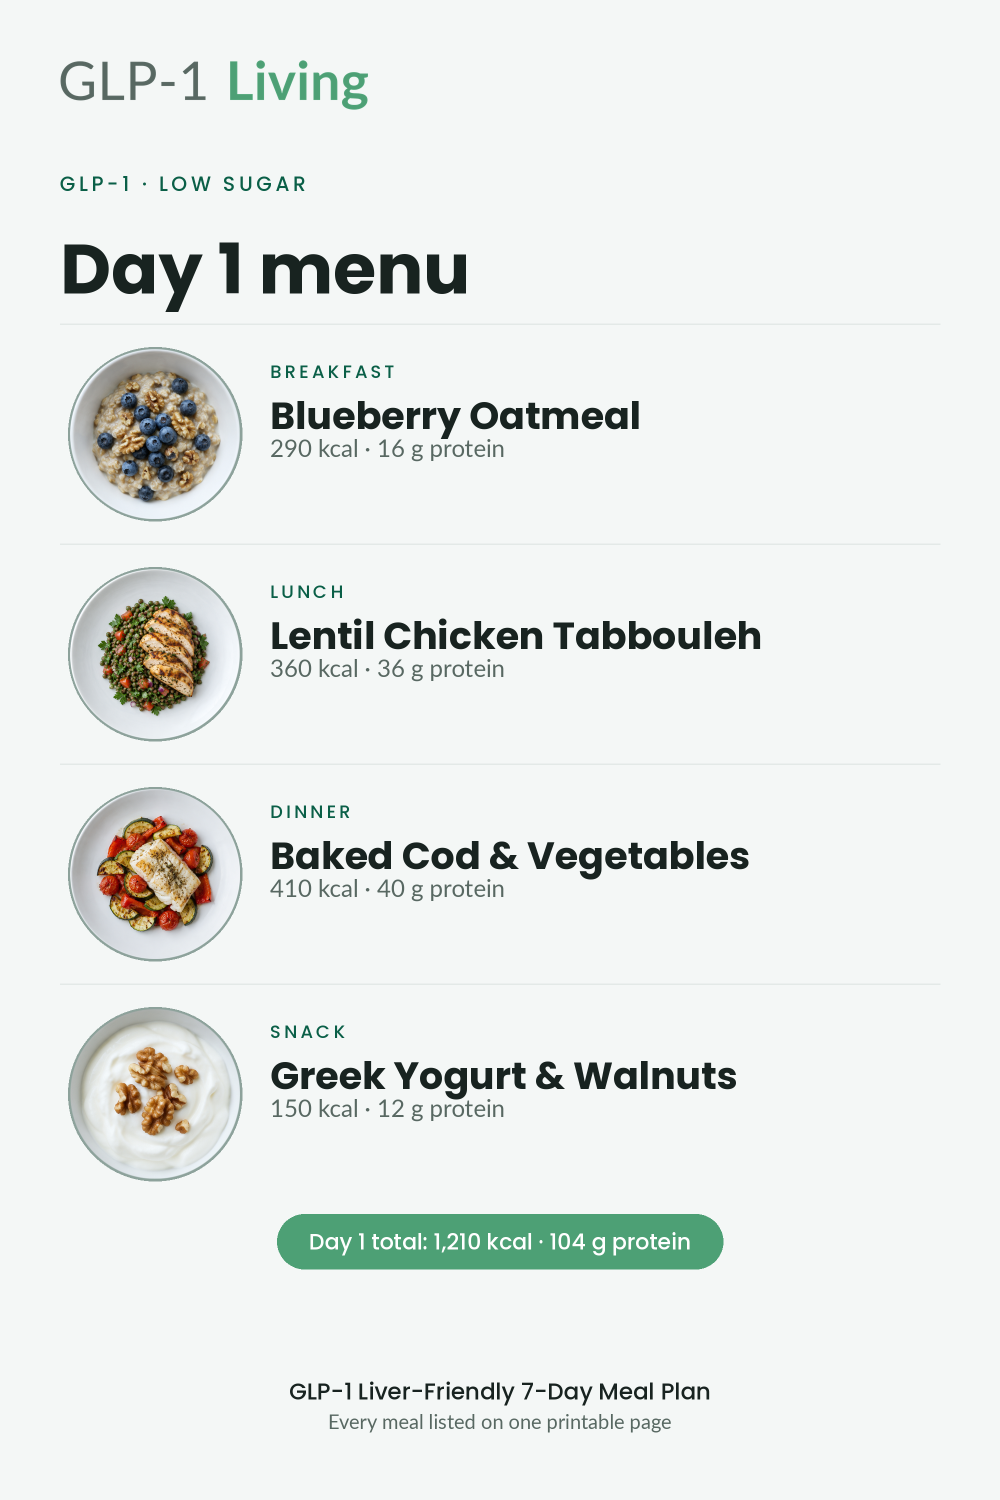 GLP-1 Living
GLP-1 · LOW SUGAR
Day 1 menu
BREAKFAST
Blueberry Oatmeal
290 kcal · 16 g protein
LUNCH
Lentil Chicken Tabbouleh
360 kcal · 36 g protein
DINNER
Baked Cod & Vegetables
410 kcal · 40 g protein
SNACK
Greek Yogurt & Walnuts
150 kcal · 12 g protein
Day 1 total: 1,210 kcal · 104 g protein
GLP-1 Liver-Friendly 7-Day Meal Plan
Every meal listed on one printable page